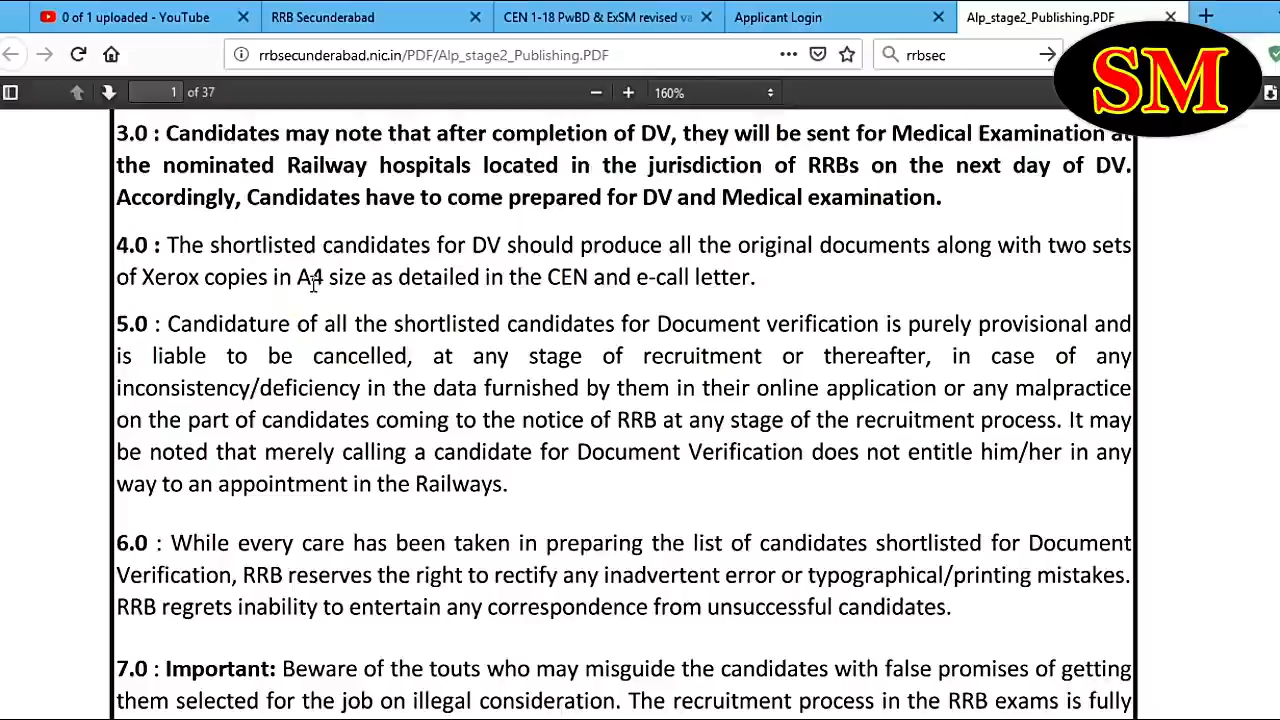 0 of 1 uploaded - YouTube
RRB Secunderabad
CEN 1-18 PwBD & ExSM revised va
Applicant Login
Alp_stage2_Publishing.PDF
rrbsecunderabad.nic.in/PDF/Alp_stage2_Publishing.PDF
rrbsec
SM
1 of 37
160%
3.0 : Candidates may note that after completion of DV, they will be sent for Medical Examination at
the nominated Railway hospitals located in the jurisdiction of RRBs on the next day of DV.
Accordingly, Candidates have to come prepared for DV and Medical examination.
4.0 : The shortlisted candidates for DV should produce all the original documents along with two sets
of Xerox copies in A4 size as detailed in the CEN and e-call letter.
5.0 : Candidature of all the shortlisted candidates for Document verification is purely provisional and
is liable to be cancelled, at any stage of recruitment or thereafter, in case of any
inconsistency/deficiency in the data furnished by them in their online application or any malpractice
on the part of candidates coming to the notice of RRB at any stage of the recruitment process. It may
be noted that merely calling a candidate for Document Verification does not entitle him/her in any
way to an appointment in the Railways.
6.0 : While every care has been taken in preparing the list of candidates shortlisted for Document
Verification, RRB reserves the right to rectify any inadvertent error or typographical/printing mistakes.
RRB regrets inability to entertain any correspondence from unsuccessful candidates.
7.0 : Important: Beware of the touts who may misguide the candidates with false promises of getting
them selected for the job on illegal consideration. The recruitment process in the RRB exams is fully